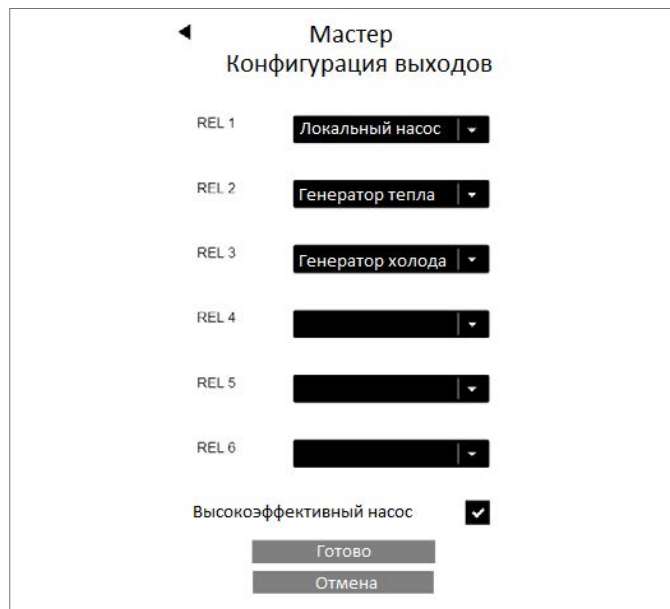 Мастер
Конфигурация выходов
REL 1 Локальный насос
REL 2 Генератор тепла
REL 3 Генератор холода
REL 4
REL 5
REL 6
Высокоэффективный насос
Готово
Отмена